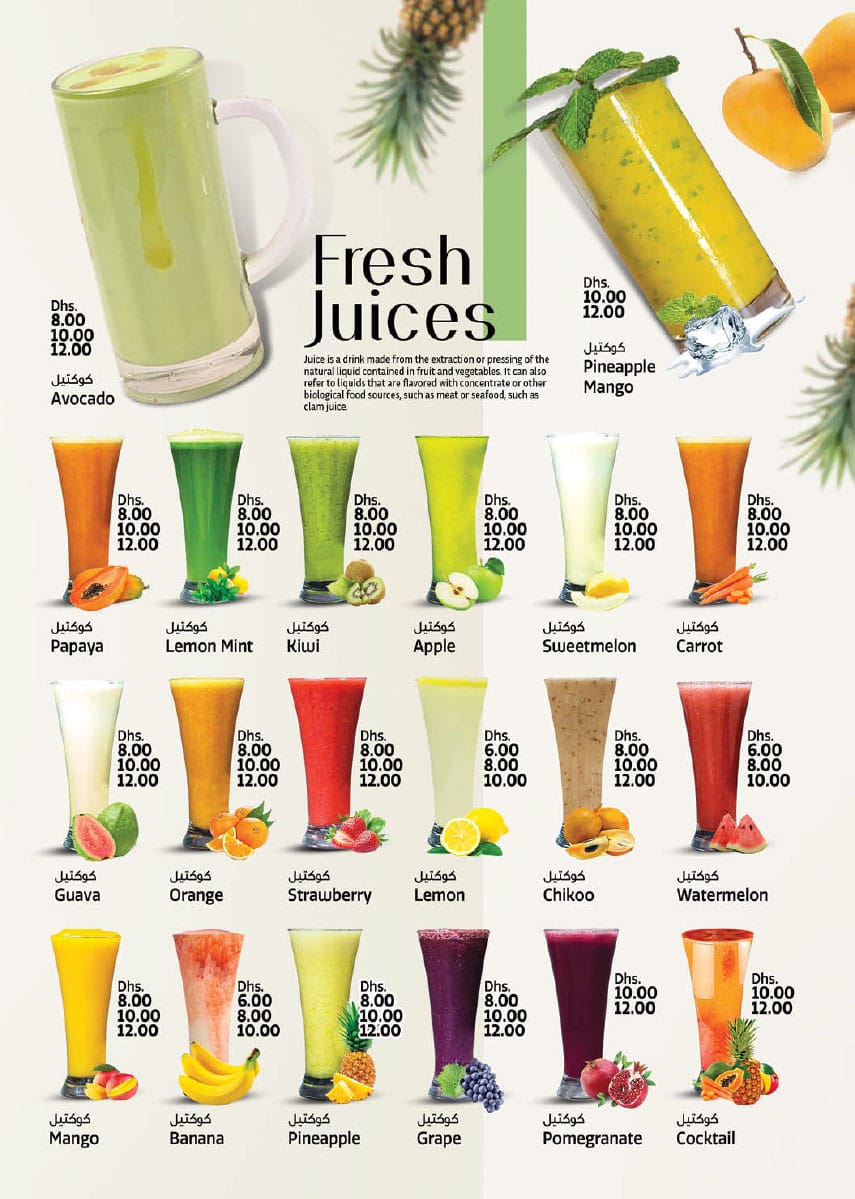 Fresh
Juices
Juice is a drink made from the extraction or pressing of the
natural liquid contained in fruit and vegetables. It can also
refer to liquids that are flavored with concentrate or other
biological food sources, such as meat or seafood, such as
clam juice.
Dhs.
8.00
10.00
12.00
كوكتيل
Avocado
Dhs.
10.00
12.00
كوكتيل
Pineapple
Mango
Dhs.
8.00
10.00
12.00
كوكتيل
Papaya
Dhs.
8.00
10.00
12.00
كوكتيل
Lemon Mint
Dhs.
8.00
10.00
12.00
كوكتيل
Kiwi
Dhs.
8.00
10.00
12.00
كوكتيل
Apple
Dhs.
8.00
10.00
12.00
كوكتيل
Sweetmelon
Dhs.
8.00
10.00
12.00
كوكتيل
Carrot
Dhs.
8.00
10.00
12.00
كوكتيل
Guava
Dhs.
8.00
10.00
12.00
كوكتيل
Orange
Dhs.
8.00
10.00
12.00
كوكتيل
Strawberry
Dhs.
6.00
8.00
10.00
كوكتيل
Lemon
Dhs.
8.00
10.00
12.00
كوكتيل
Chikoo
Dhs.
6.00
8.00
10.00
كوكتيل
Watermelon
Dhs.
8.00
10.00
12.00
كوكتيل
Mango
Dhs.
6.00
8.00
10.00
كوكتيل
Banana
Dhs.
8.00
10.00
12.00
كوكتيل
Pineapple
Dhs.
8.00
10.00
12.00
كوكتيل
Grape
Dhs.
10.00
12.00
كوكتيل
Pomegranate
Dhs.
10.00
12.00
كوكتيل
Cocktail